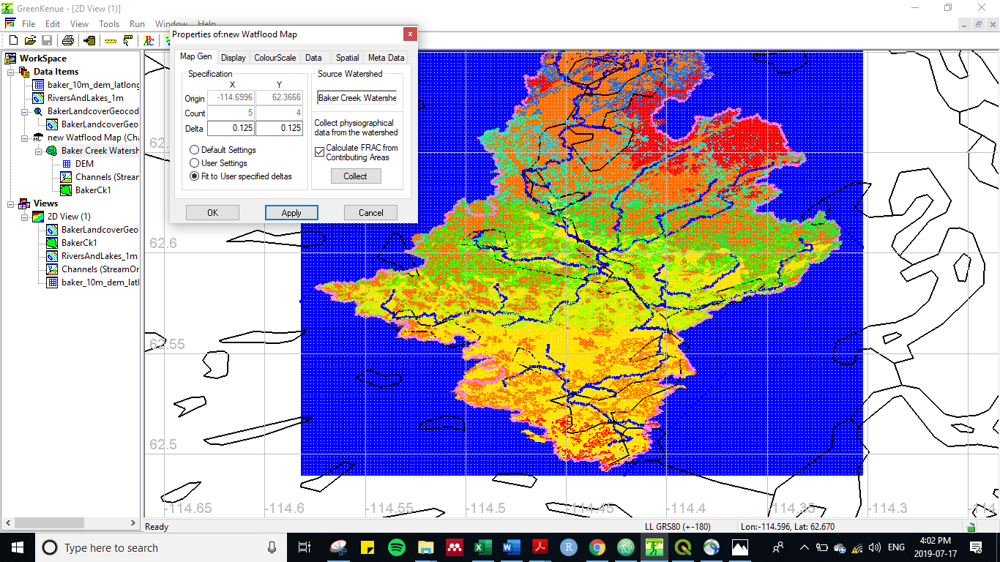 GreenKenue - [2D View (1)]
File Edit View Tools Run Window Help
WorkSpace
Data Items
baker_10m_dem_latlong
RiversAndLakes_1m
BakerLandcoverGeocod
BakerLandcoverGeo
new Watflood Map (Cha
Baker Creek Watersh
DEM
Channels (Strear
BakerCk1
Views
2D View (1)
BakerLandcoverGeo
BakerCk1
RiversAndLakes_1m
Channels (StreamOr
baker_10m_dem_latl
Properties of:new Watflood Map
Map Gen Display ColourScale Data Spatial Meta Data
Specification
X Y
Origin -114.6996 62.3666
Count 5 4
Delta 0.125 0.125
Default Settings
User Settings
Fit to User specified deltas
Source Watershed
Baker Creek Watershe
Collect physiographical
data from the watershed
Calculate FRAC from
Contributing Areas
Collect
OK Apply Cancel
62.6
62.55
62.5
-114.65 -114.6 -114.55 -114.5 -114.45 -114.4 -114.35 -114.3
Ready LL GRS80 (+-180) Lon:-114.596, Lat: 62.670
Type here to search
ENG
4:02 PM
2019-07-17